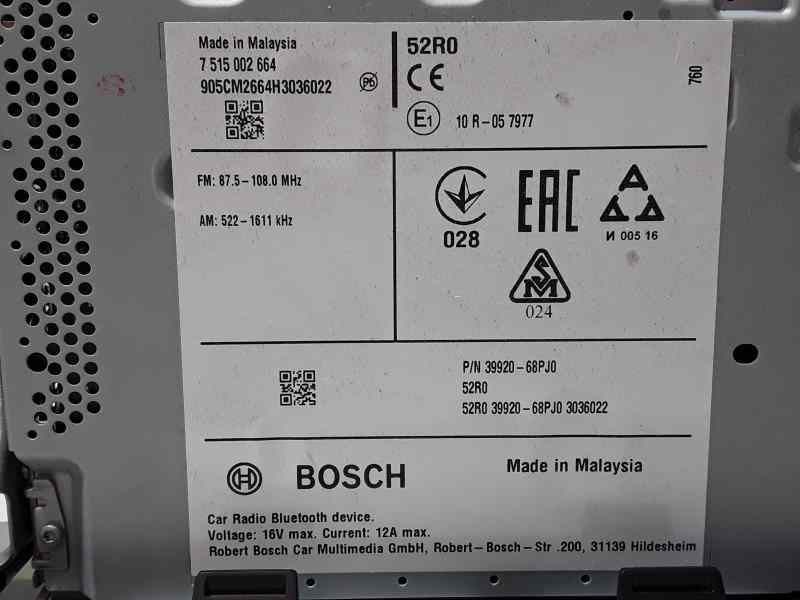 Made in Malaysia
7 515 002 664
905CM2664H3036022
Pb
52R0
CE
E1
10 R-05 7977
760
FM: 87.5-108.0 MHz
AM: 522-1611 kHz
028
EAC
И 005 16
SM
024
P/N 39920-68PJ0
52R0
52R0 39920-68PJ0 3036022
BOSCH
Made in Malaysia
Car Radio Bluetooth device.
Voltage: 16V max. Current: 12A max.
Robert Bosch Car Multimedia GmbH, Robert-Bosch-Str .200, 31139 Hildesheim